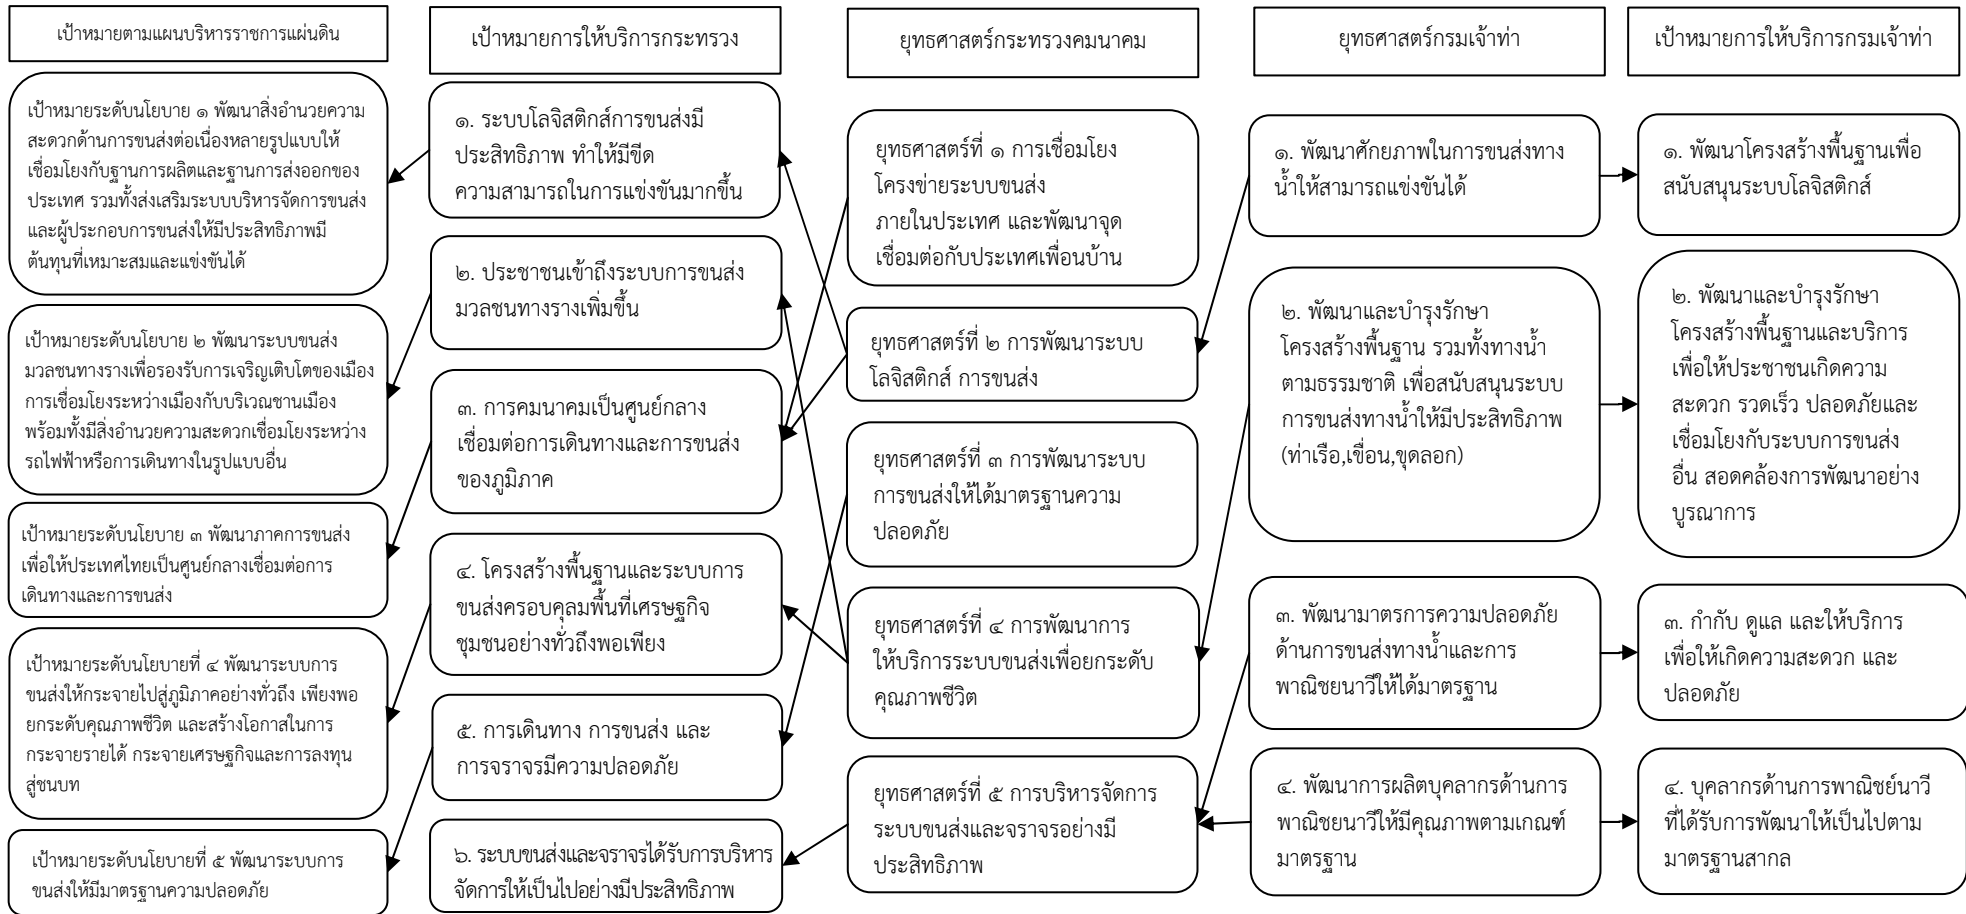 เป้าหมายตามแผนบริหารราชการแผ่นดิน
เป้าหมายระดับนโยบาย ๑ พัฒนาสิ่งอำนวยความ
สะดวกด้านการขนส่งต่อเนื่องหลายรูปแบบให้
เชื่อมโยงกับฐานการผลิตและฐานการส่งออกของ
ประเทศ รวมทั้งส่งเสริมระบบบริหารจัดการขนส่ง
และผู้ประกอบการขนส่งให้มีประสิทธิภาพมี
ต้นทุนที่เหมาะสมและแข่งขันได้
เป้าหมายระดับนโยบาย ๒ พัฒนาระบบขนส่ง
มวลชนทางรางเพื่อรองรับการเจริญเติบโตของเมือง
การเชื่อมโยงระหว่างเมืองกับบริเวณชานเมือง
พร้อมทั้งมีสิ่งอำนวยความสะดวกเชื่อมโยงระหว่าง
รถไฟฟ้าหรือการเดินทางในรูปแบบอื่น
เป้าหมายระดับนโยบาย ๓ พัฒนาภาคการขนส่ง
เพื่อให้ประเทศไทยเป็นศูนย์กลางเชื่อมต่อการ
เดินทางและการขนส่ง
เป้าหมายระดับนโยบายที่ ๔ พัฒนาระบบการ
ขนส่งให้กระจายไปสู่ภูมิภาคอย่างทั่วถึง เพียงพอ
ยกระดับคุณภาพชีวิต และสร้างโอกาสในการ
กระจายรายได้ กระจายเศรษฐกิจและการลงทุน
สู่ชนบท
เป้าหมายระดับนโยบายที่ ๕ พัฒนาระบบการ
ขนส่งให้มีมาตรฐานความปลอดภัย
เป้าหมายการให้บริการกระทรวง
๑. ระบบโลจิสติกส์การขนส่งมี
ประสิทธิภาพ ทำให้มีขีด
ความสามารถในการแข่งขันมากขึ้น
๒. ประชาชนเข้าถึงระบบการขนส่ง
มวลชนทางรางเพิ่มขึ้น
๓. การคมนาคมเป็นศูนย์กลาง
เชื่อมต่อการเดินทางและการขนส่ง
ของภูมิภาค
๔. โครงสร้างพื้นฐานและระบบการ
ขนส่งครอบคลุมพื้นที่เศรษฐกิจ
ชุมชนอย่างทั่วถึงพอเพียง
๕. การเดินทาง การขนส่ง และ
การจราจรมีความปลอดภัย
๖. ระบบขนส่งและจราจรได้รับการบริหาร
จัดการให้เป็นไปอย่างมีประสิทธิภาพ
ยุทธศาสตร์กระทรวงคมนาคม
ยุทธศาสตร์ที่ ๑ การเชื่อมโยง
โครงข่ายระบบขนส่ง
ภายในประเทศ และพัฒนาจุด
เชื่อมต่อกับประเทศเพื่อนบ้าน
ยุทธศาสตร์ที่ ๒ การพัฒนาระบบ
โลจิสติกส์ การขนส่ง
ยุทธศาสตร์ที่ ๓ การพัฒนาระบบ
การขนส่งให้ได้มาตรฐานความ
ปลอดภัย
ยุทธศาสตร์ที่ ๔ การพัฒนาการ
ให้บริการระบบขนส่งเพื่อยกระดับ
คุณภาพชีวิต
ยุทธศาสตร์ที่ ๕ การบริหารจัดการ
ระบบขนส่งและจราจรอย่างมี
ประสิทธิภาพ
ยุทธศาสตร์กรมเจ้าท่า
๑. พัฒนาศักยภาพในการขนส่งทาง
น้ำให้สามารถแข่งขันได้
๒. พัฒนาและบำรุงรักษา
โครงสร้างพื้นฐาน รวมทั้งทางน้ำ
ตามธรรมชาติ เพื่อสนับสนุนระบบ
การขนส่งทางน้ำให้มีประสิทธิภาพ
(ท่าเรือ,เขื่อน,ขุดลอก)
๓. พัฒนามาตรการความปลอดภัย
ด้านการขนส่งทางน้ำและการ
พาณิชยนาวีให้ได้มาตรฐาน
๔. พัฒนาการผลิตบุคลากรด้านการ
พาณิชยนาวีให้มีคุณภาพตามเกณฑ์
มาตรฐาน
เป้าหมายการให้บริการกรมเจ้าท่า
๑. พัฒนาโครงสร้างพื้นฐานเพื่อ
สนับสนุนระบบโลจิสติกส์
๒. พัฒนาและบำรุงรักษา
โครงสร้างพื้นฐานและบริการ
เพื่อให้ประชาชนเกิดความ
สะดวก รวดเร็ว ปลอดภัยและ
เชื่อมโยงกับระบบการขนส่ง
อื่น สอดคล้องการพัฒนาอย่าง
บูรณาการ
๓. กำกับ ดูแล และให้บริการ
เพื่อให้เกิดความสะดวก และ
ปลอดภัย
๔. บุคลากรด้านการพาณิชย์นาวี
ที่ได้รับการพัฒนาให้เป็นไปตาม
มาตรฐานสากล